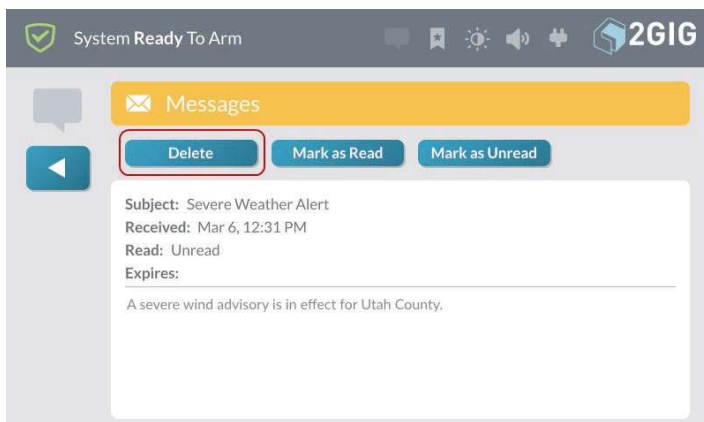 System Ready To Arm
2GIG
Messages
Delete Mark as Read Mark as Unread
Subject: Severe Weather Alert
Received: Mar 6, 12:31 PM
Read: Unread
Expires:
A severe wind advisory is in effect for Utah County.